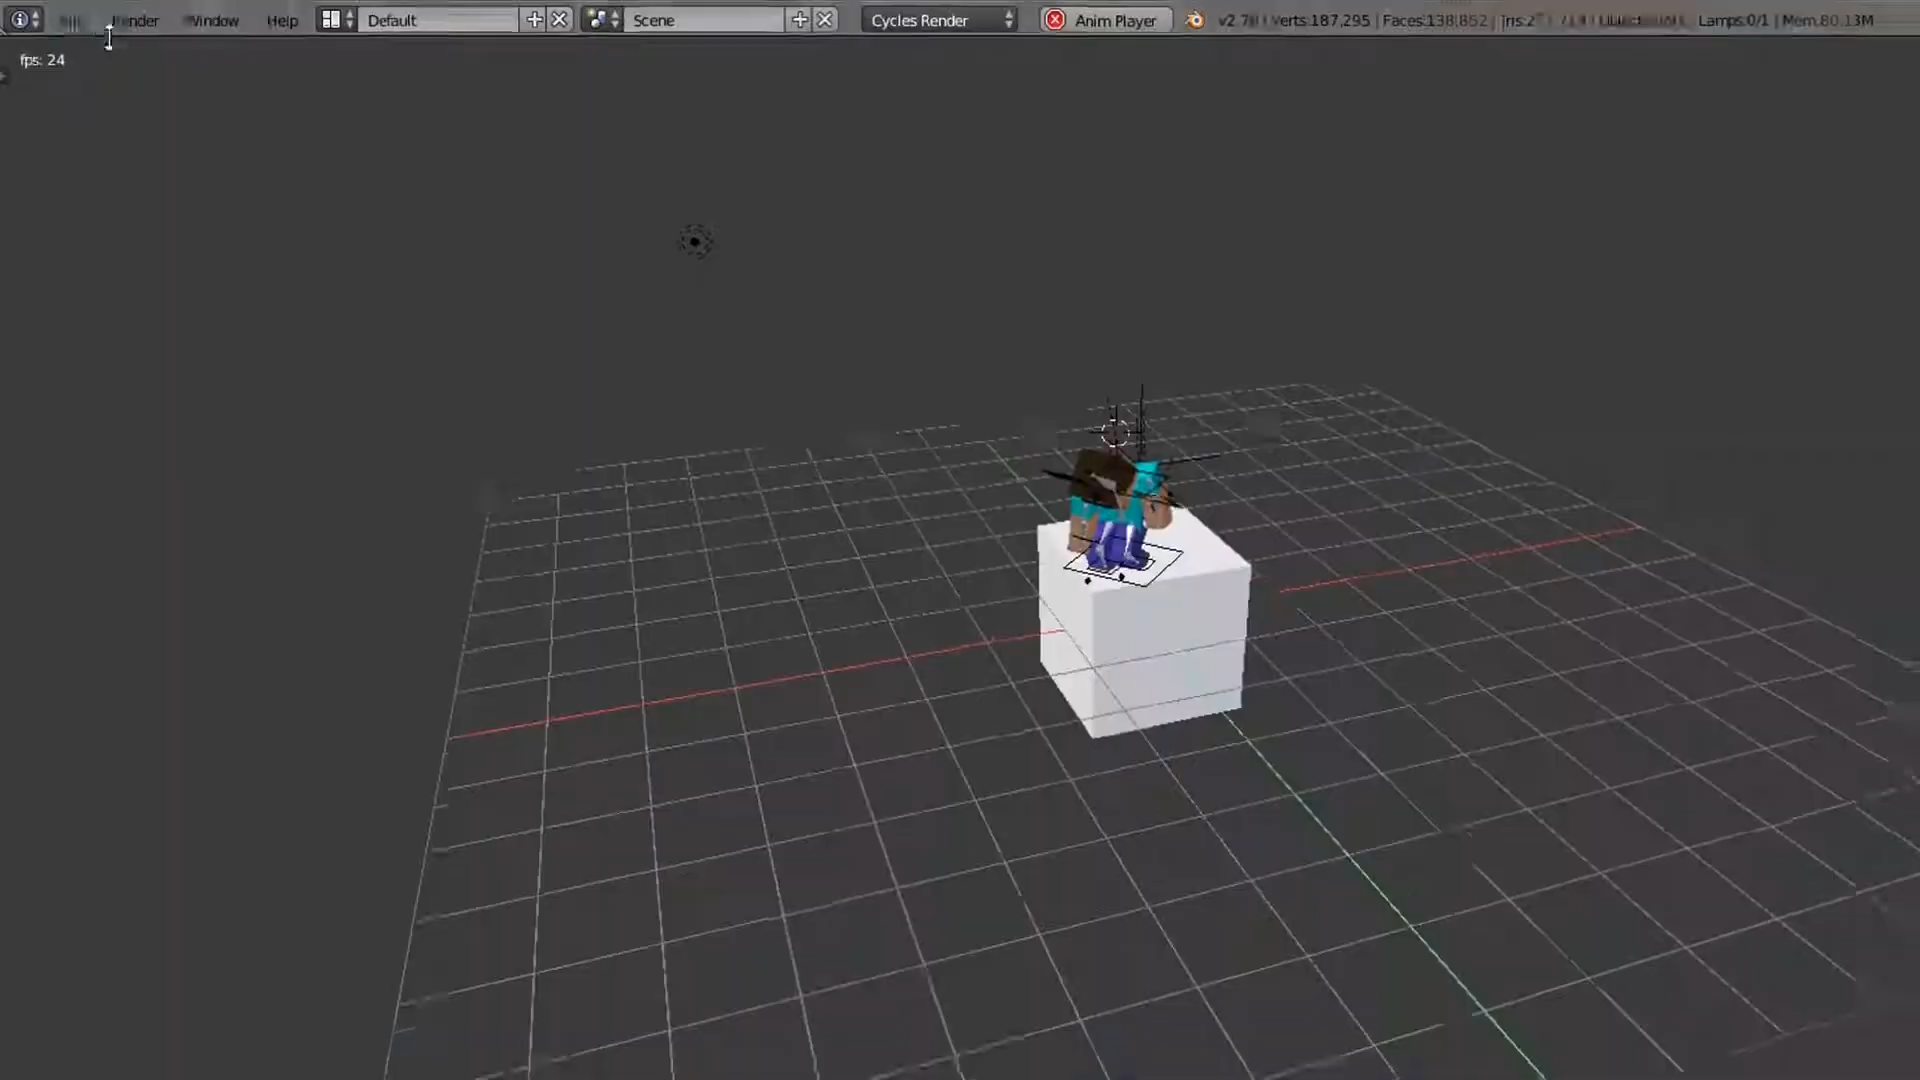 Render Window Help Default Scene Cycles Render Anim Player Verts:187,295 | Faces:138,852 | Lamps:0/1 | Mem:80.13M
fps: 24